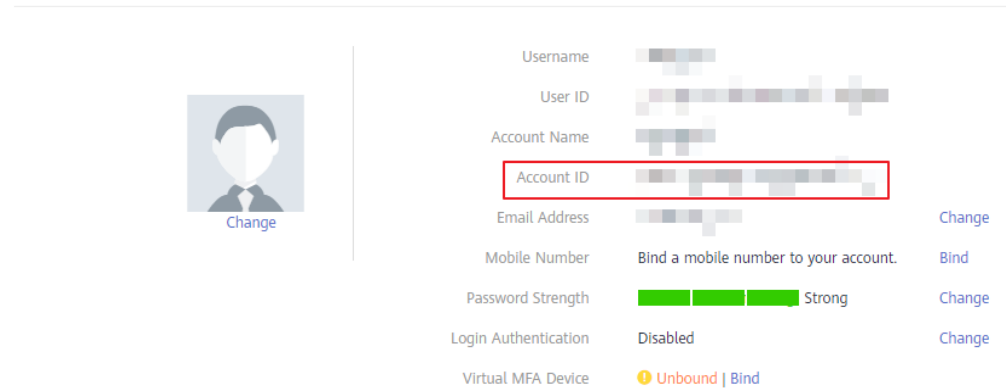 Username
User ID
Account Name
Account ID
Change
Email Address Change
Mobile Number Bind a mobile number to your account. Bind
Password Strength Strong Change
Login Authentication Disabled Change
Virtual MFA Device Unbound | Bind